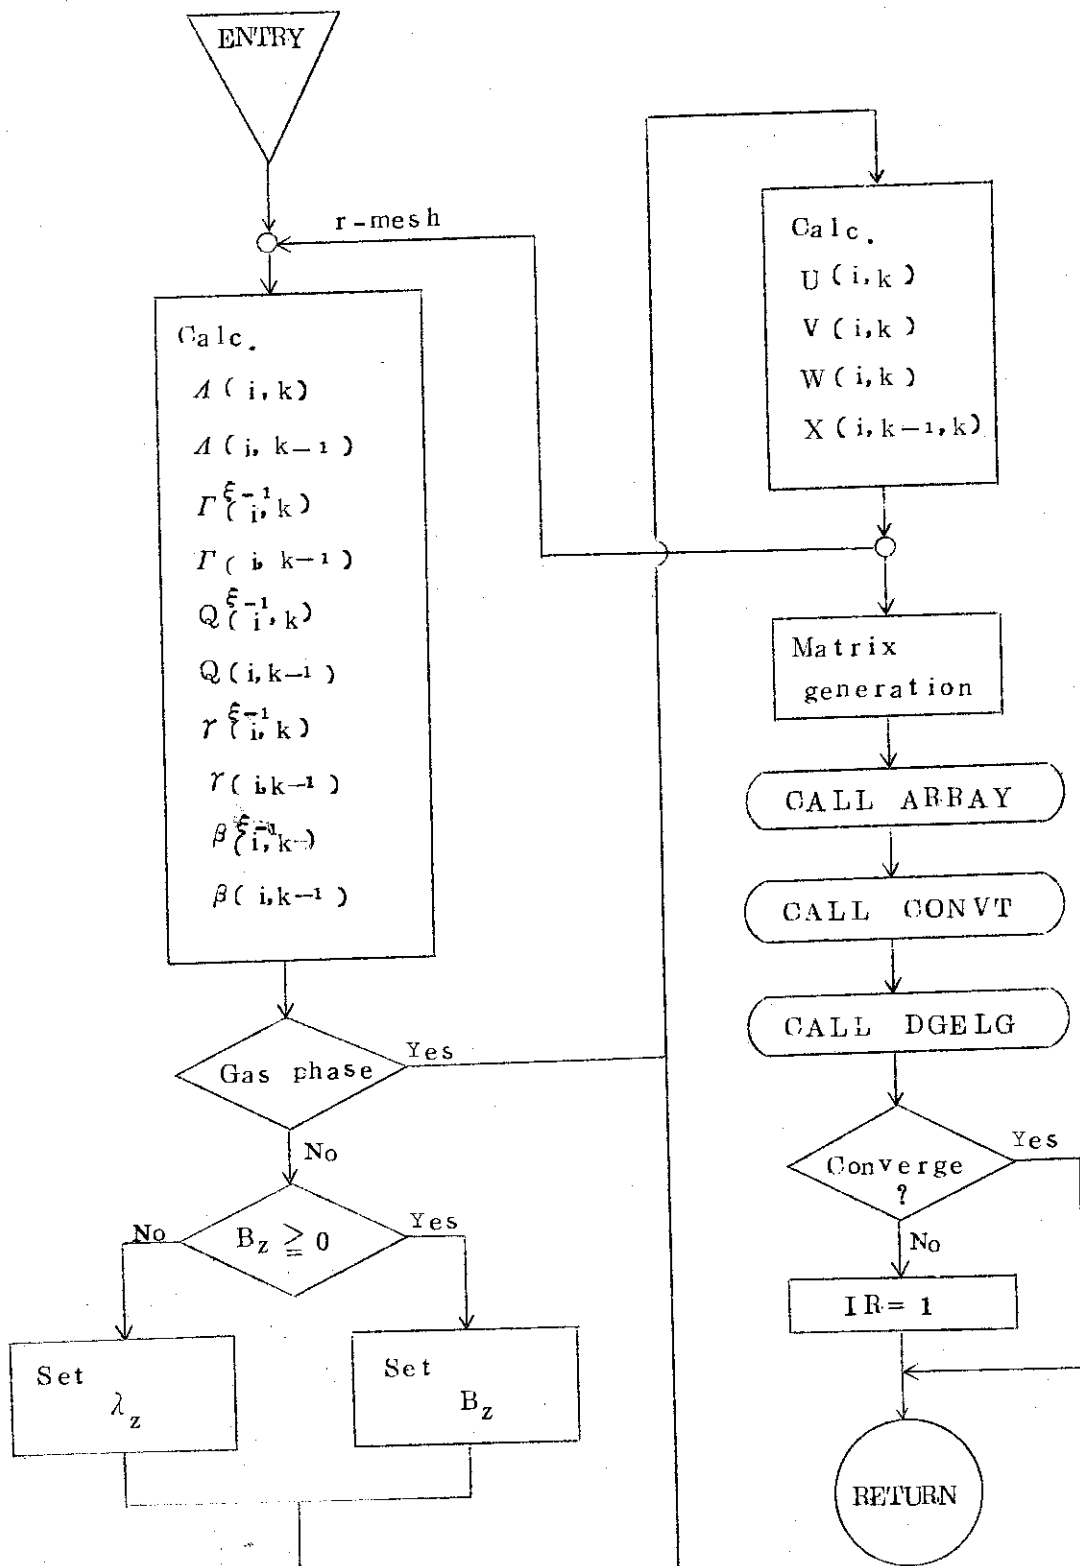 ENTRY
r-mesh
Calc.
Λ(i,k)
Λ(i,k-1)
Γ^{ξ-1}(i,k)
Γ(i,k-1)
Q^{ξ-1}(i,k)
Q(i,k-1)
γ^{ξ-1}(i,k)
γ(i,k-1)
β^{ξ-1}(i,k)
β(i,k-1)
Gas phase
Yes
No
B_z ≧ 0
No
Yes
Set
λ_z
Set
B_z
Calc.
U(i,k)
V(i,k)
W(i,k)
X(i,k-1,k)
Matrix
generation
CALL ARRAY
CALL CONVT
CALL DGELG
Converge
?
Yes
No
IR=1
RETURN